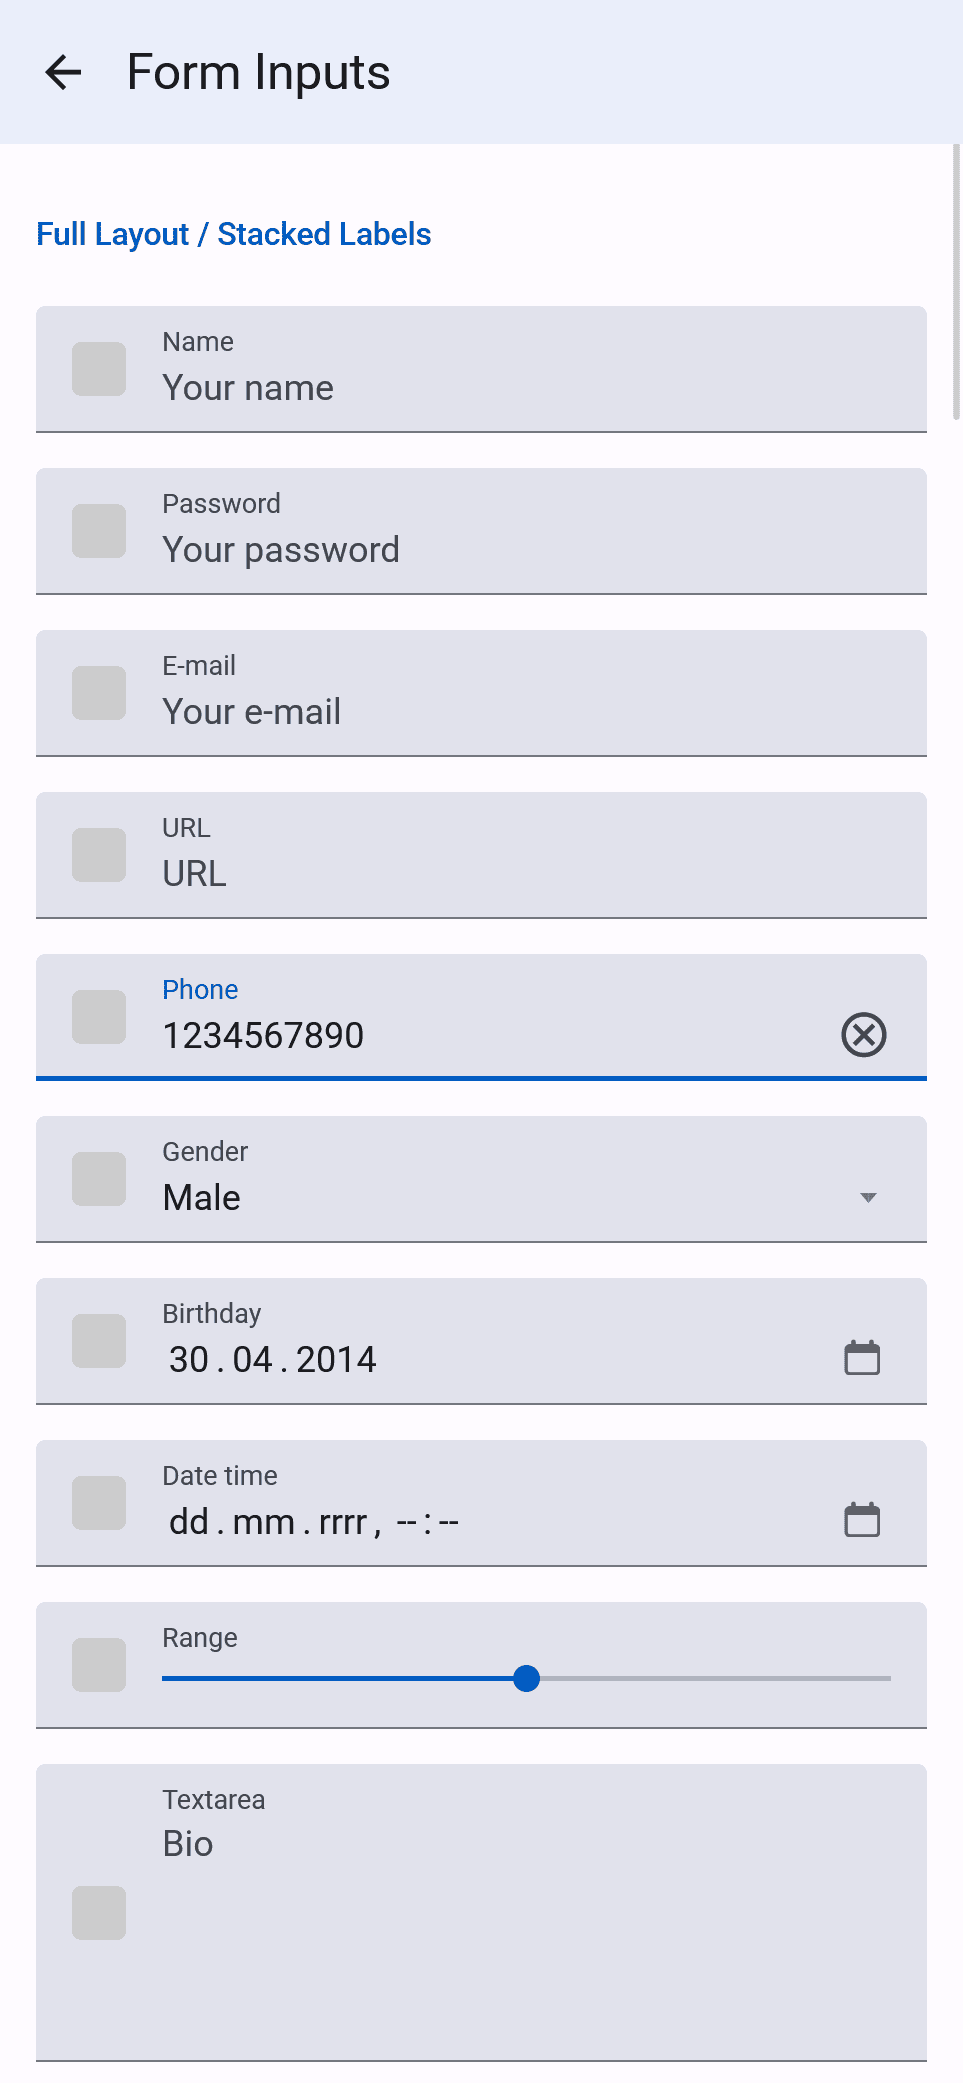 Form Inputs
Full Layout / Stacked Labels
Name
Your name
Password
Your password
E-mail
Your e-mail
URL
URL
Phone
1234567890
Gender
Male
Birthday
30.04.2014
Date time
dd.mm.rrrr, --:--
Range
Textarea
Bio